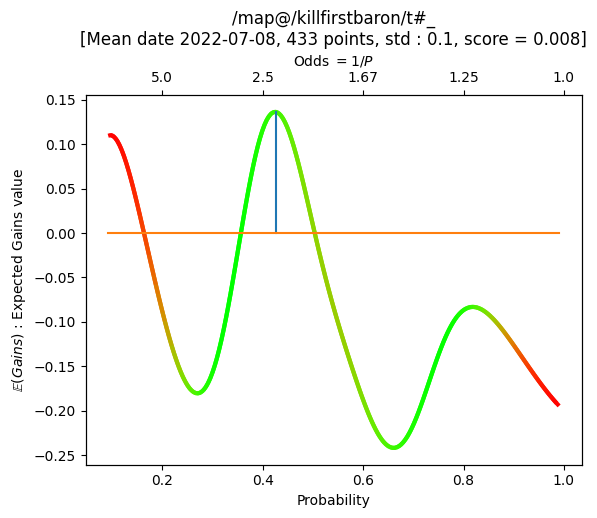 /map@/killfirstbaron/t#_
[Mean date 2022-07-08, 433 points, std : 0.1, score = 0.008]
Odds = 1/P
5.0 2.5 1.67 1.25 1.0
0.15
0.10
0.05
0.00
−0.05
−0.10
−0.15
−0.20
−0.25
𝔼(Gains) : Expected Gains value
0.2 0.4 0.6 0.8 1.0
Probability